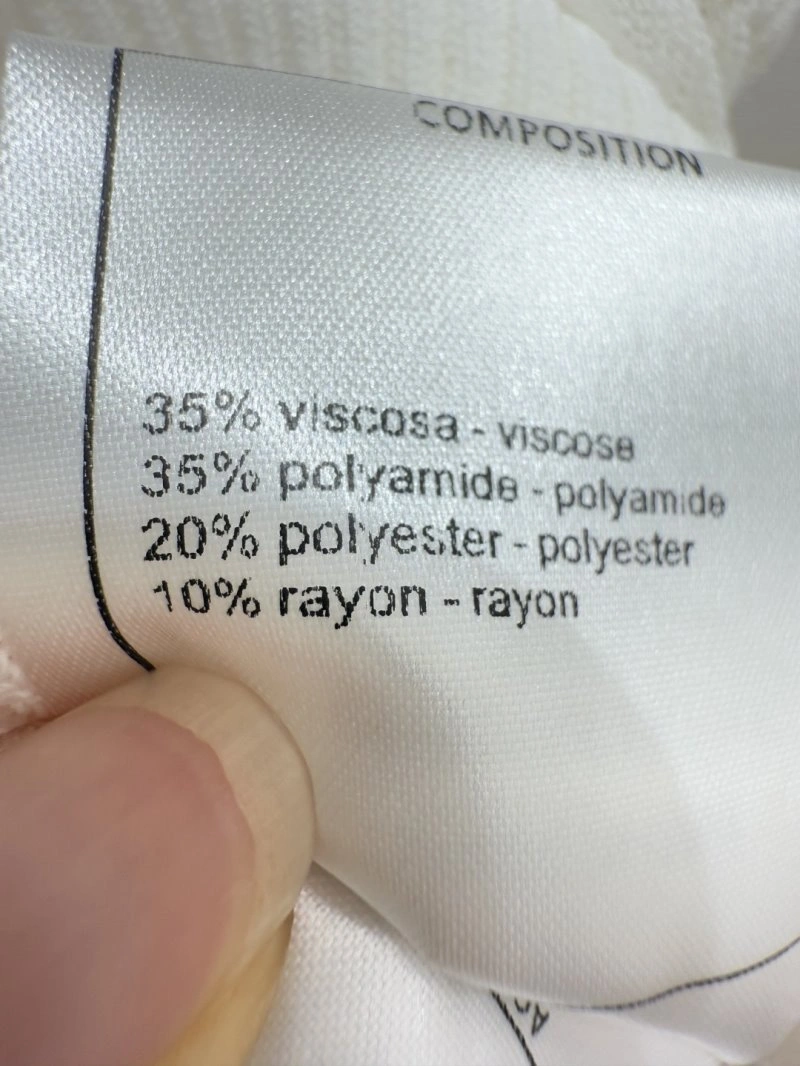 COMPOSITION
35% viscosa - viscose
35% polyamide - polyamide
20% polyester - polyester
10% rayon - rayon